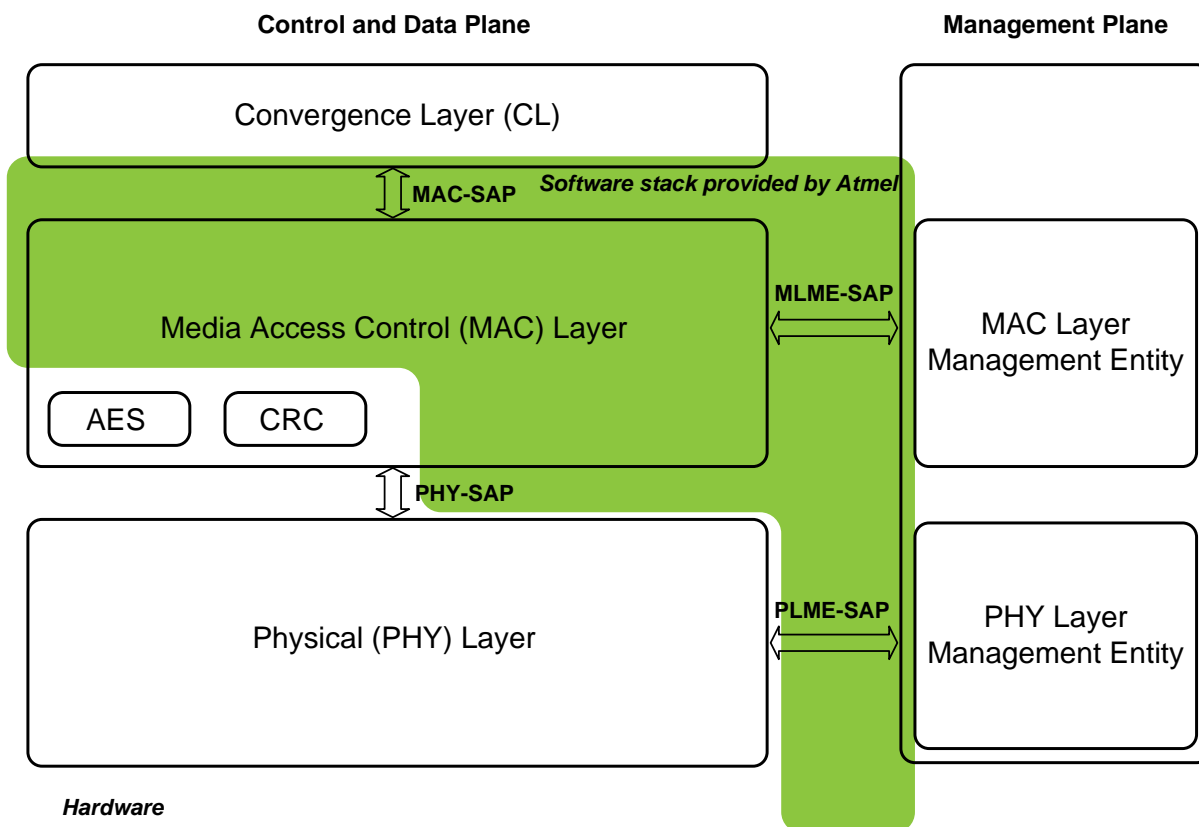 Control and Data Plane
Management Plane
Convergence Layer (CL)
Software stack provided by Atmel
MAC-SAP
Media Access Control (MAC) Layer
MLME-SAP
MAC Layer
Management Entity
AES
CRC
PHY-SAP
Physical (PHY) Layer
PLME-SAP
PHY Layer
Management Entity
Hardware